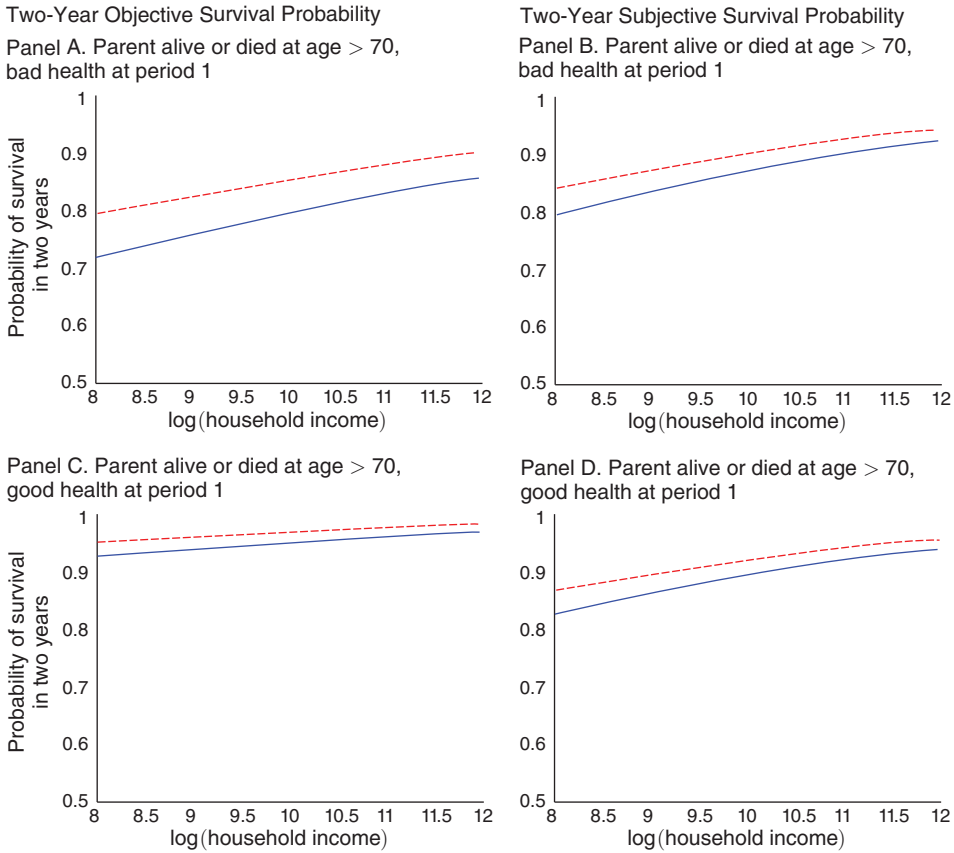 Two-Year Objective Survival Probability
Panel A. Parent alive or died at age > 70,
bad health at period 1
Probability of survival
in two years
1
0.9
0.8
0.7
0.6
0.5
8 8.5 9 9.5 10 10.5 11 11.5 12
log(household income)
Two-Year Subjective Survival Probability
Panel B. Parent alive or died at age > 70,
bad health at period 1
1
0.9
0.8
0.7
0.6
0.5
8 8.5 9 9.5 10 10.5 11 11.5 12
log(household income)
Panel C. Parent alive or died at age > 70,
good health at period 1
Probability of survival
in two years
1
0.9
0.8
0.7
0.6
0.5
8 8.5 9 9.5 10 10.5 11 11.5 12
log(household income)
Panel D. Parent alive or died at age > 70,
good health at period 1
1
0.9
0.8
0.7
0.6
0.5
8 8.5 9 9.5 10 10.5 11 11.5 12
log(household income)